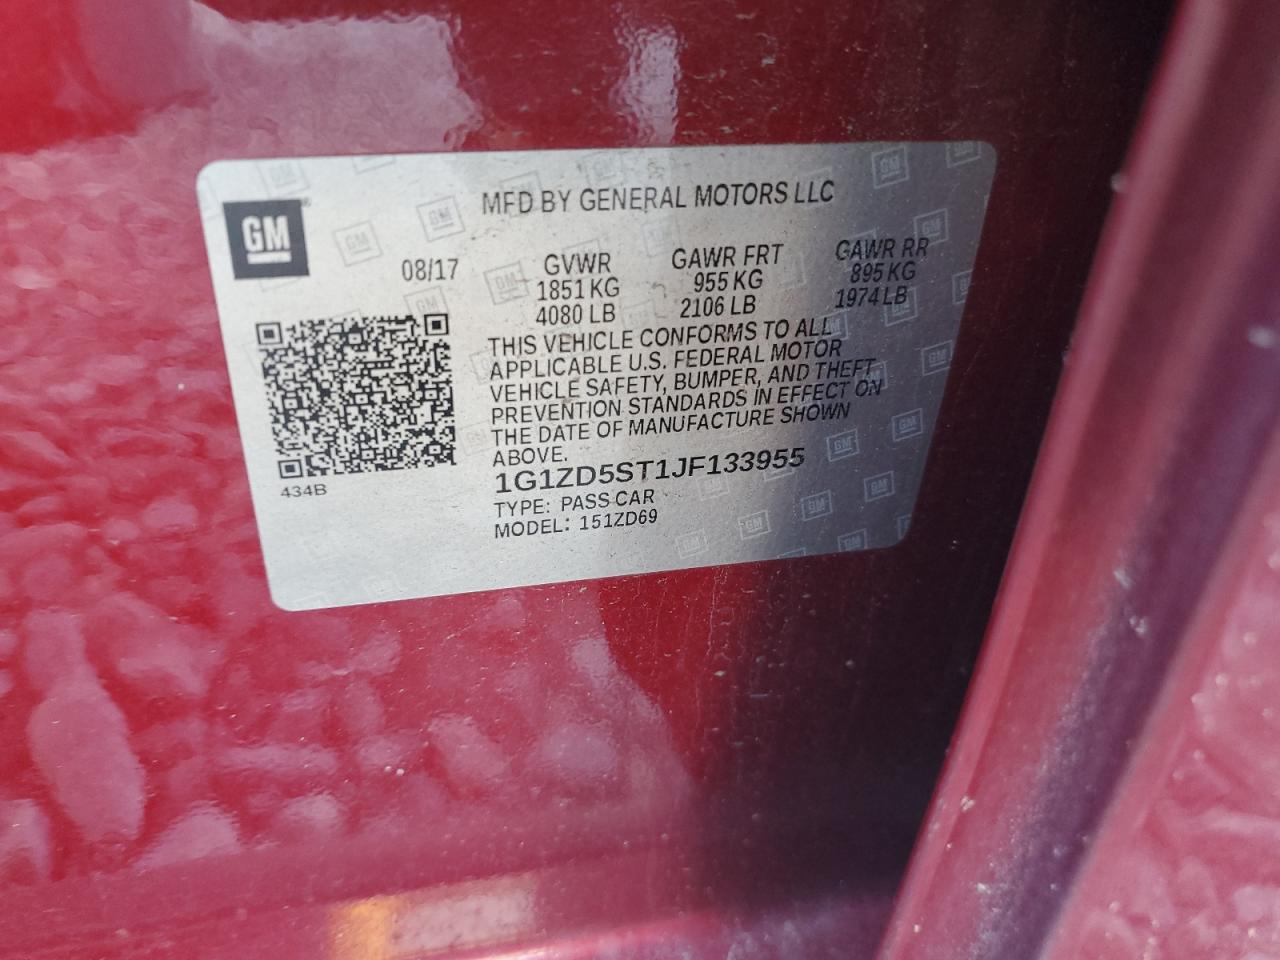 MFD BY GENERAL MOTORS LLC
GM
08/17
GVWR GAWR FRT GAWR RR
1851 KG 955 KG 895 KG
4080 LB 2106 LB 1974 LB
THIS VEHICLE CONFORMS TO ALL
APPLICABLE U.S. FEDERAL MOTOR
VEHICLE SAFETY, BUMPER, AND THEFT
PREVENTION STANDARDS IN EFFECT ON
THE DATE OF MANUFACTURE SHOWN
ABOVE.
1G1ZD5ST1JF133955
434B
TYPE: PASS CAR
MODEL: 151ZD69